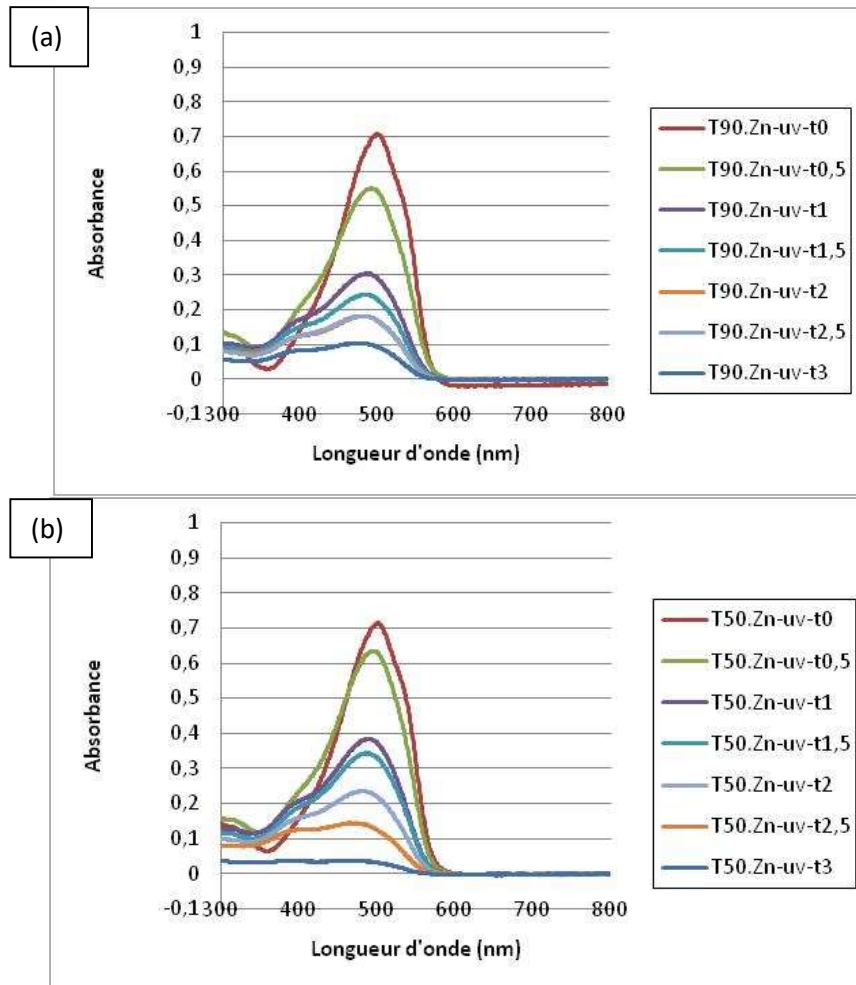 (a)
1
0,9
0,8
0,7
0,6
0,5
0,4
0,3
0,2
0,1
0
-0,1
300 400 500 600 700 800
Absorbance
Longueur d'onde (nm)
T90.Zn-uv-t0
T90.Zn-uv-t0,5
T90.Zn-uv-t1
T90.Zn-uv-t1,5
T90.Zn-uv-t2
T90.Zn-uv-t2,5
T90.Zn-uv-t3
(b)
1
0,9
0,8
0,7
0,6
0,5
0,4
0,3
0,2
0,1
0
-0,1
300 400 500 600 700 800
Absorbance
Longueur d'onde (nm)
T50.Zn-uv-t0
T50.Zn-uv-t0,5
T50.Zn-uv-t1
T50.Zn-uv-t1,5
T50.Zn-uv-t2
T50.Zn-uv-t2,5
T50.Zn-uv-t3